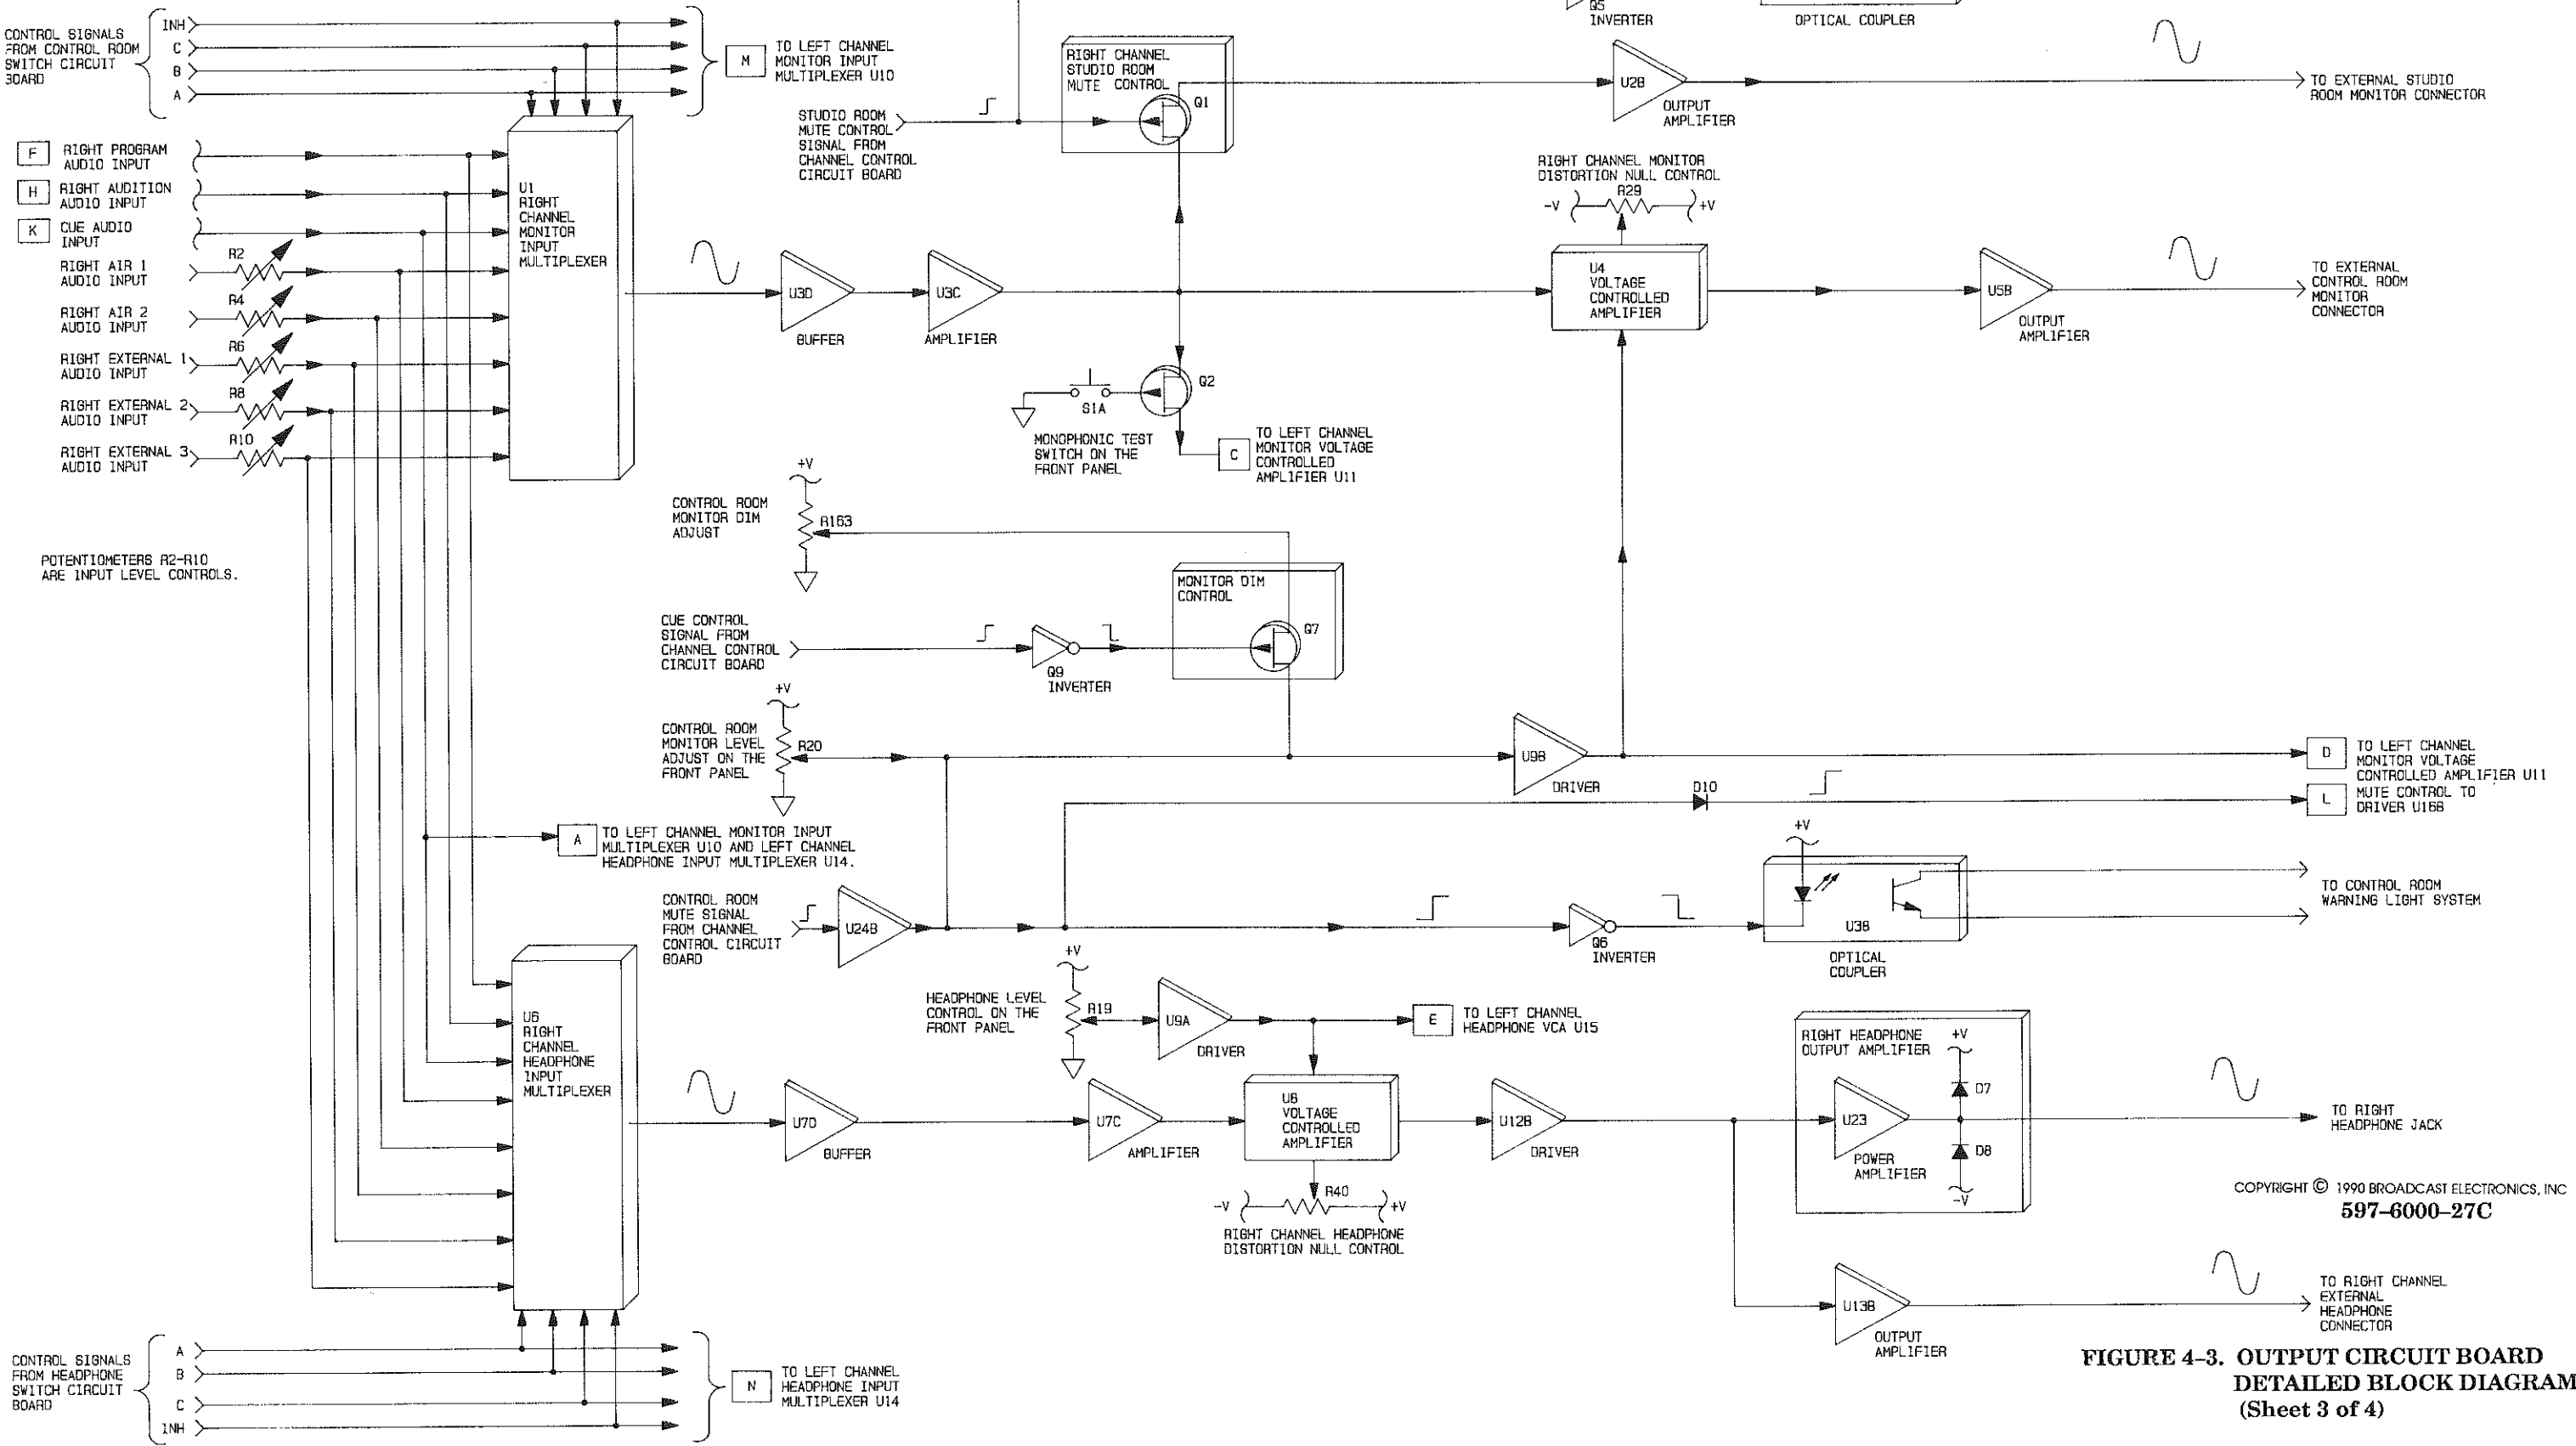 CONTROL SIGNALS
FROM CONTROL ROOM
SWITCH CIRCUIT
BOARD
INH
C
B
A
M
TO LEFT CHANNEL
MONITOR INPUT
MULTIPLEXER U10
F
RIGHT PROGRAM
AUDIO INPUT
H
RIGHT AUDITION
AUDIO INPUT
K
CUE AUDIO
INPUT
RIGHT AIR 1
AUDIO INPUT
R2
RIGHT AIR 2
AUDIO INPUT
R4
RIGHT EXTERNAL 1
AUDIO INPUT
R6
RIGHT EXTERNAL 2
AUDIO INPUT
R8
RIGHT EXTERNAL 3
AUDIO INPUT
R10
U1
RIGHT
CHANNEL
MONITOR
INPUT
MULTIPLEXER
POTENTIOMETERS R2-R10
ARE INPUT LEVEL CONTROLS.
U3D
BUFFER
U3C
AMPLIFIER
STUDIO ROOM
MUTE CONTROL
SIGNAL FROM
CHANNEL CONTROL
CIRCUIT BOARD
RIGHT CHANNEL
STUDIO ROOM
MUTE CONTROL
Q1
Q5
INVERTER
OPTICAL COUPLER
U2B
OUTPUT
AMPLIFIER
TO EXTERNAL STUDIO
ROOM MONITOR CONNECTOR
RIGHT CHANNEL MONITOR
DISTORTION NULL CONTROL
R29
-V
+V
U4
VOLTAGE
CONTROLLED
AMPLIFIER
U5B
OUTPUT
AMPLIFIER
TO EXTERNAL
CONTROL ROOM
MONITOR
CONNECTOR
Q2
S1A
MONOPHONIC TEST
SWITCH ON THE
FRONT PANEL
C
TO LEFT CHANNEL
MONITOR VOLTAGE
CONTROLLED
AMPLIFIER U11
+V
CONTROL ROOM
MONITOR DIM
ADJUST
R163
MONITOR DIM
CONTROL
Q7
CUE CONTROL
SIGNAL FROM
CHANNEL CONTROL
CIRCUIT BOARD
Q9
INVERTER
+V
CONTROL ROOM
MONITOR LEVEL
ADJUST ON THE
FRONT PANEL
R20
U9B
DRIVER
D
TO LEFT CHANNEL
MONITOR VOLTAGE
CONTROLLED AMPLIFIER U11
D10
L
MUTE CONTROL TO
DRIVER U16B
A
TO LEFT CHANNEL MONITOR INPUT
MULTIPLEXER U10 AND LEFT CHANNEL
HEADPHONE INPUT MULTIPLEXER U14.
CONTROL ROOM
MUTE SIGNAL
FROM CHANNEL
CONTROL CIRCUIT
BOARD
U24B
Q6
INVERTER
+V
U38
OPTICAL
COUPLER
TO CONTROL ROOM
WARNING LIGHT SYSTEM
+V
HEADPHONE LEVEL
CONTROL ON THE
FRONT PANEL
R19
U9A
DRIVER
E
TO LEFT CHANNEL
HEADPHONE VCA U15
U6
RIGHT
CHANNEL
HEADPHONE
INPUT
MULTIPLEXER
U7D
BUFFER
U7C
AMPLIFIER
U8
VOLTAGE
CONTROLLED
AMPLIFIER
-V
R40
+V
RIGHT CHANNEL HEADPHONE
DISTORTION NULL CONTROL
U12B
DRIVER
RIGHT HEADPHONE
OUTPUT AMPLIFIER
+V
D7
U23
POWER
AMPLIFIER
D8
-V
TO RIGHT
HEADPHONE JACK
COPYRIGHT © 1990 BROADCAST ELECTRONICS, INC
597-6000-27C
U13B
OUTPUT
AMPLIFIER
TO RIGHT CHANNEL
EXTERNAL
HEADPHONE
CONNECTOR
CONTROL SIGNALS
FROM HEADPHONE
SWITCH CIRCUIT
BOARD
A
B
C
INH
N
TO LEFT CHANNEL
HEADPHONE INPUT
MULTIPLEXER U14
FIGURE 4-3. OUTPUT CIRCUIT BOARD
DETAILED BLOCK DIAGRAM
(Sheet 3 of 4)